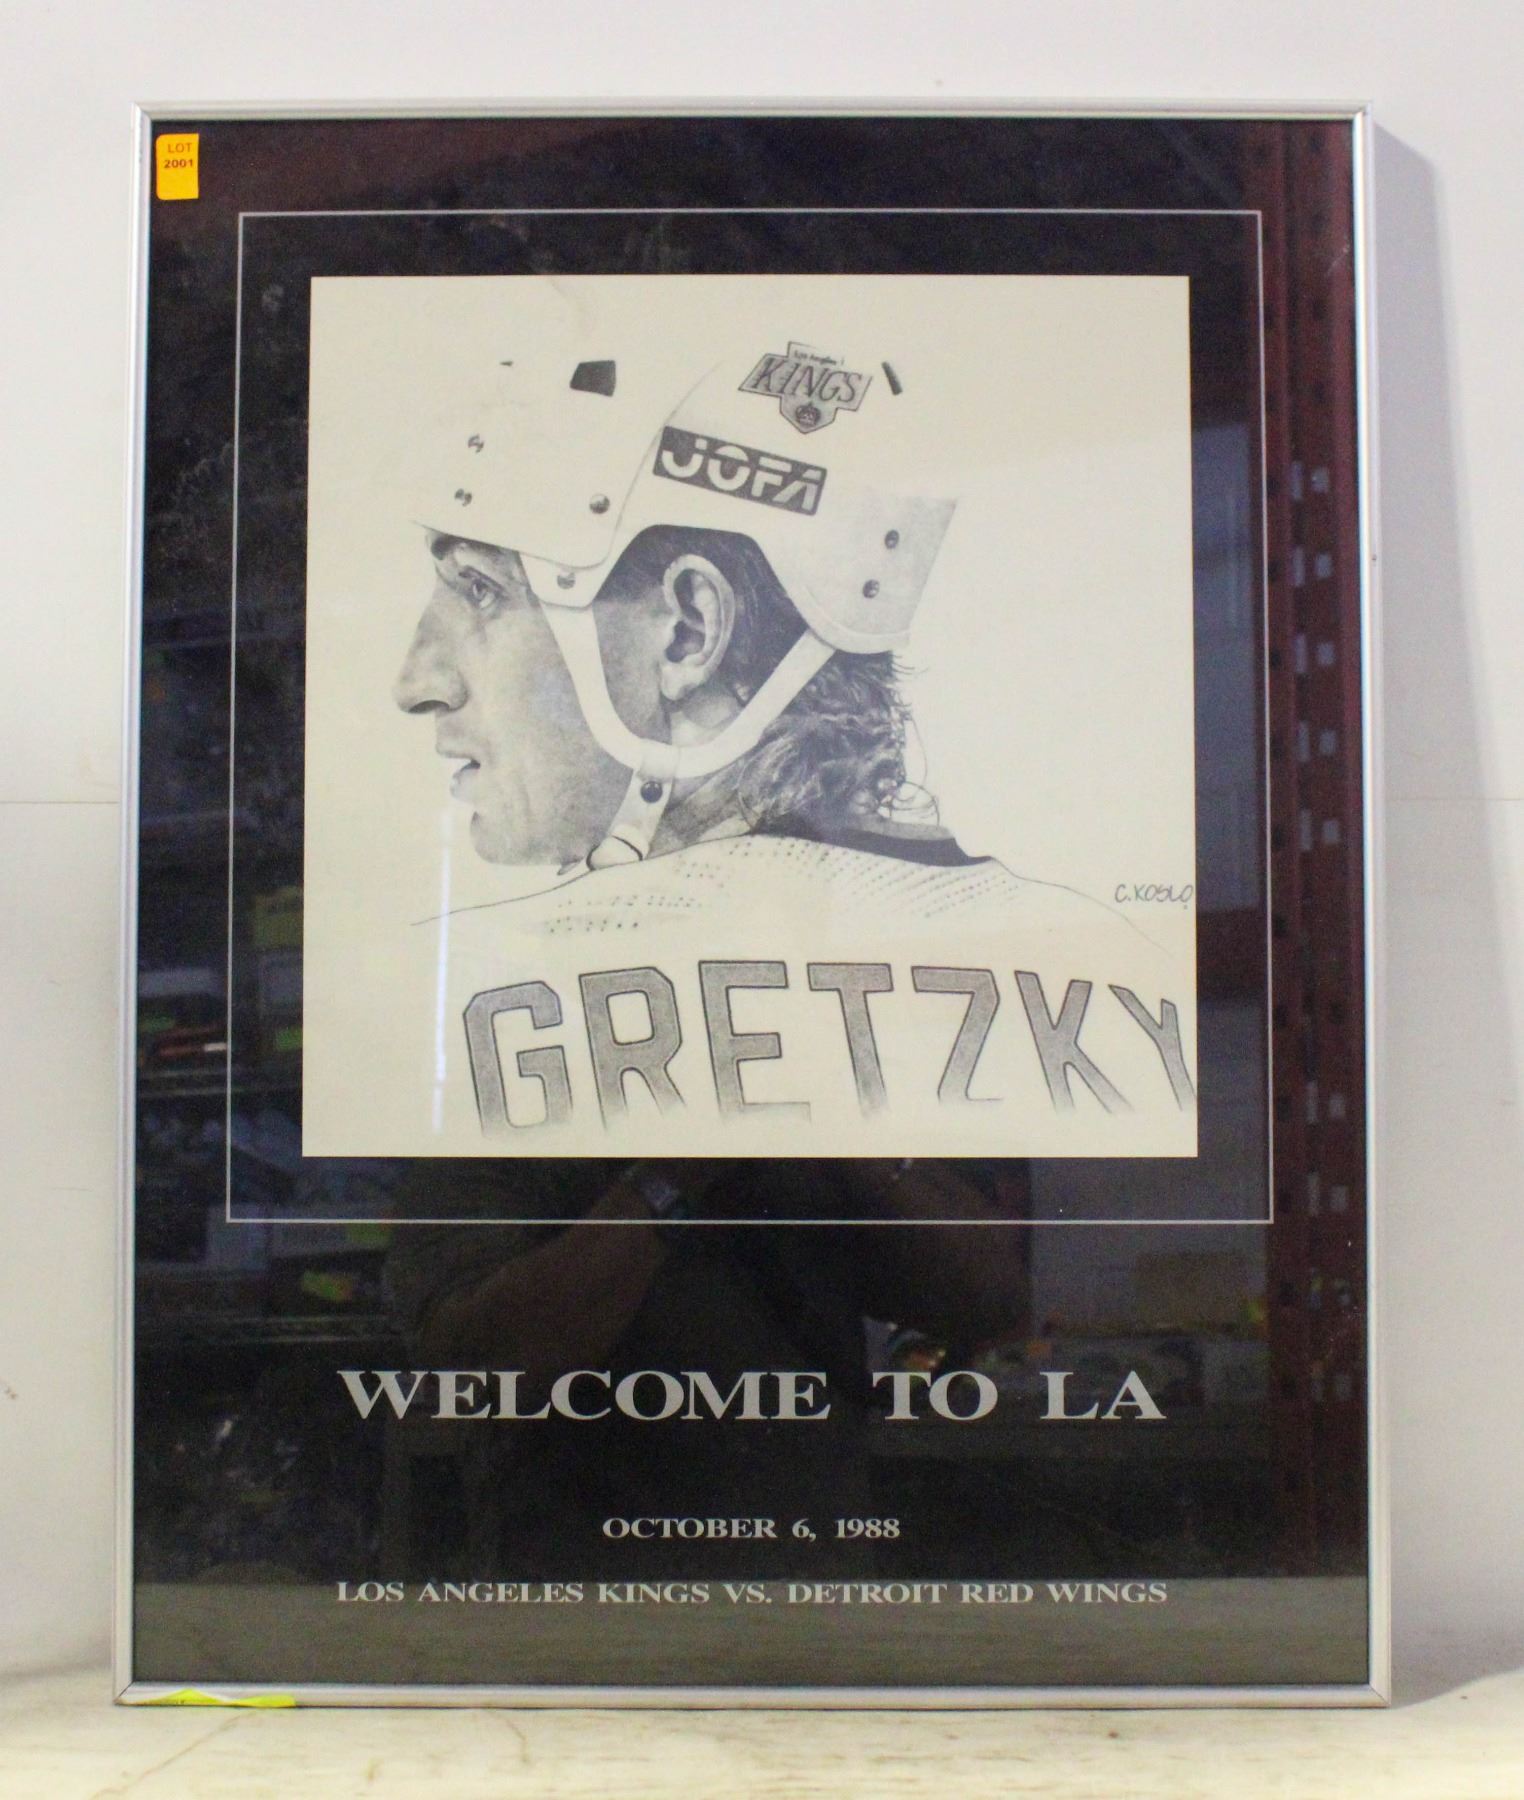 LOT
2001
Los Angeles
KINGS
JOFA
C. KOSLO
GRETZKY
WELCOME TO LA
OCTOBER 6, 1988
LOS ANGELES KINGS VS. DETROIT RED WINGS